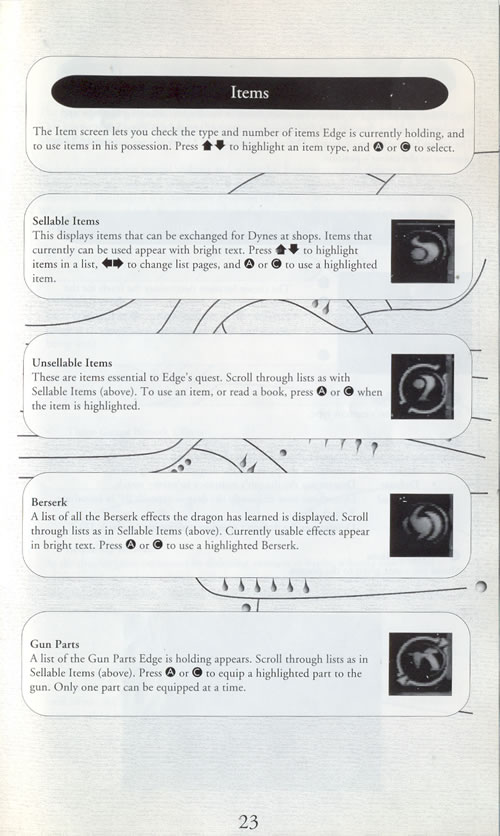 Items
The Item screen lets you check the type and number of items Edge is currently holding, and
to use items in his possession. Press ⬆⬇ to highlight an item type, and Ⓐ or Ⓒ to select.
Sellable Items
This displays items that can be exchanged for Dynes at shops. Items that
currently can be used appear with bright text. Press ⬆⬇ to highlight
items in a list, ⬅➡ to change list pages, and Ⓐ or Ⓒ to use a highlighted
item.
Unsellable Items
These are items essential to Edge's quest. Scroll through lists as with
Sellable Items (above). To use an item, or read a book, press Ⓐ or Ⓒ when
the item is highlighted.
Berserk
A list of all the Berserk effects the dragon has learned is displayed. Scroll
through lists as in Sellable Items (above). Currently usable effects appear
in bright text. Press Ⓐ or Ⓒ to use a highlighted Berserk.
Gun Parts
A list of the Gun Parts Edge is holding appears. Scroll through lists as in
Sellable Items (above). Press Ⓐ or Ⓒ to equip a highlighted part to the
gun. Only one part can be equipped at a time.
23